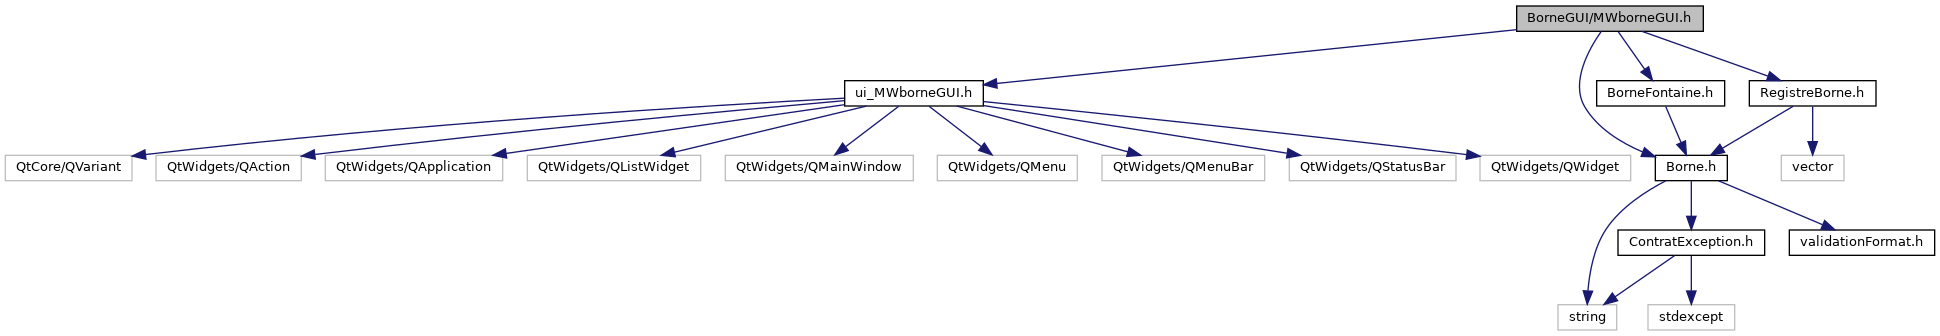 BorneGUI/MWborneGUI.h
ui_MWborneGUI.h
BorneFontaine.h
RegistreBorne.h
QtCore/QVariant
QtWidgets/QAction
QtWidgets/QApplication
QtWidgets/QListWidget
QtWidgets/QMainWindow
QtWidgets/QMenu
QtWidgets/QMenuBar
QtWidgets/QStatusBar
QtWidgets/QWidget
Borne.h
vector
ContratException.h
validationFormat.h
string
stdexcept